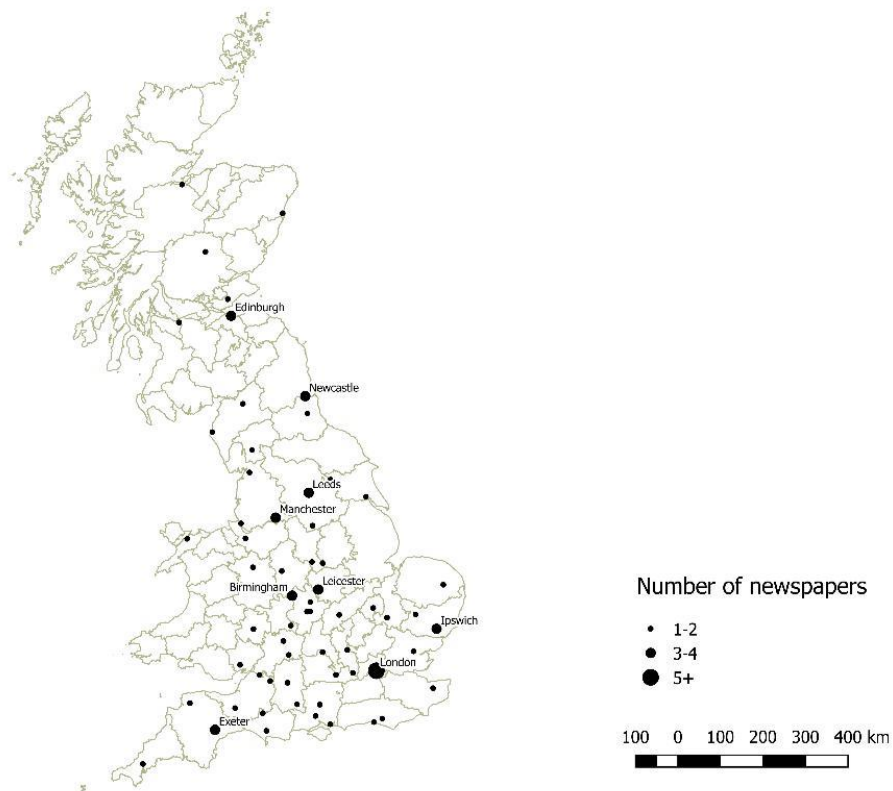 Edinburgh
Newcastle
Leeds
Manchester
Leicester
Birmingham
Ipswich
London
Exeter
Number of newspapers
1-2
3-4
5+
100 0 100 200 300 400 km